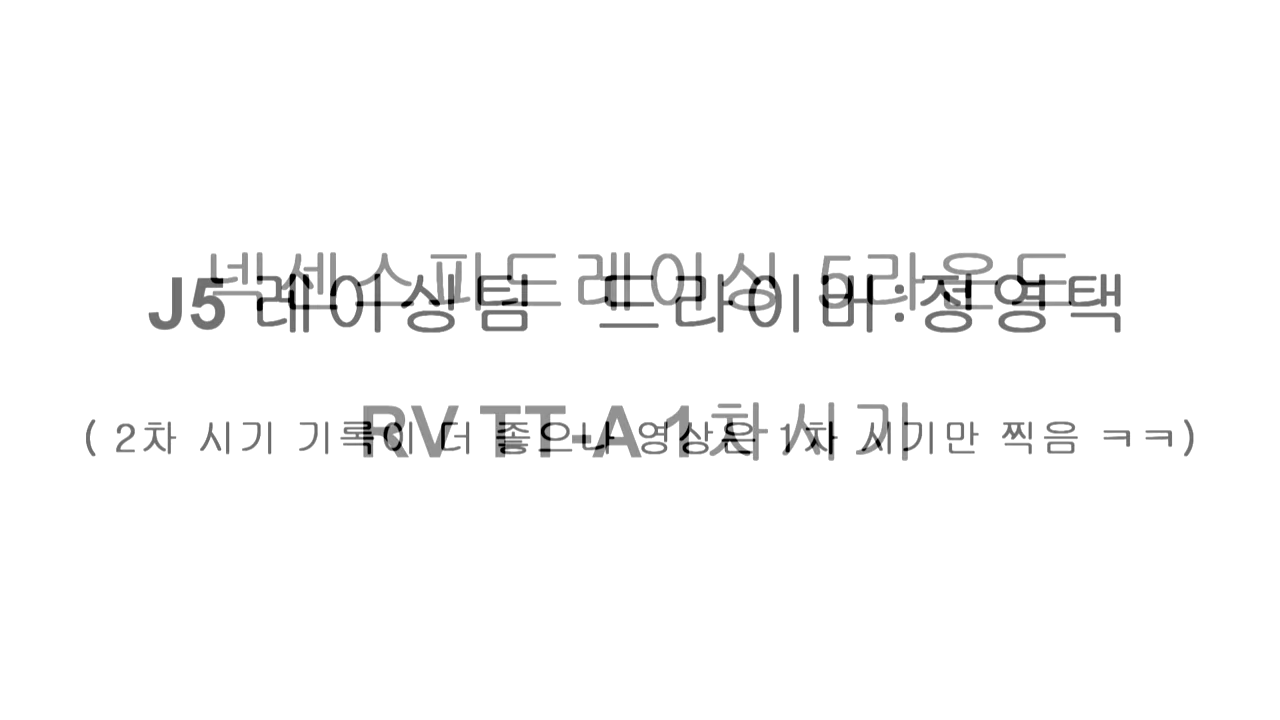 넥센스피드레이싱 5라운드
J5 레이싱팀 드라이버:정영택
RV TT-A 1차시기
( 2차 시기 기록이 더 좋으나 영상은 1차 시기만 찍음 ㅋㅋ)